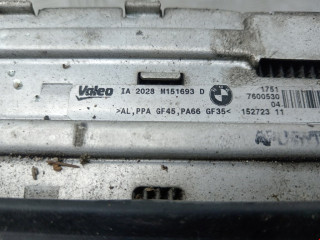 Valeo IA 2028 M151693 D
1751
7600530
04
>AL,PPA GF45,PA66 GF35< 152723 11